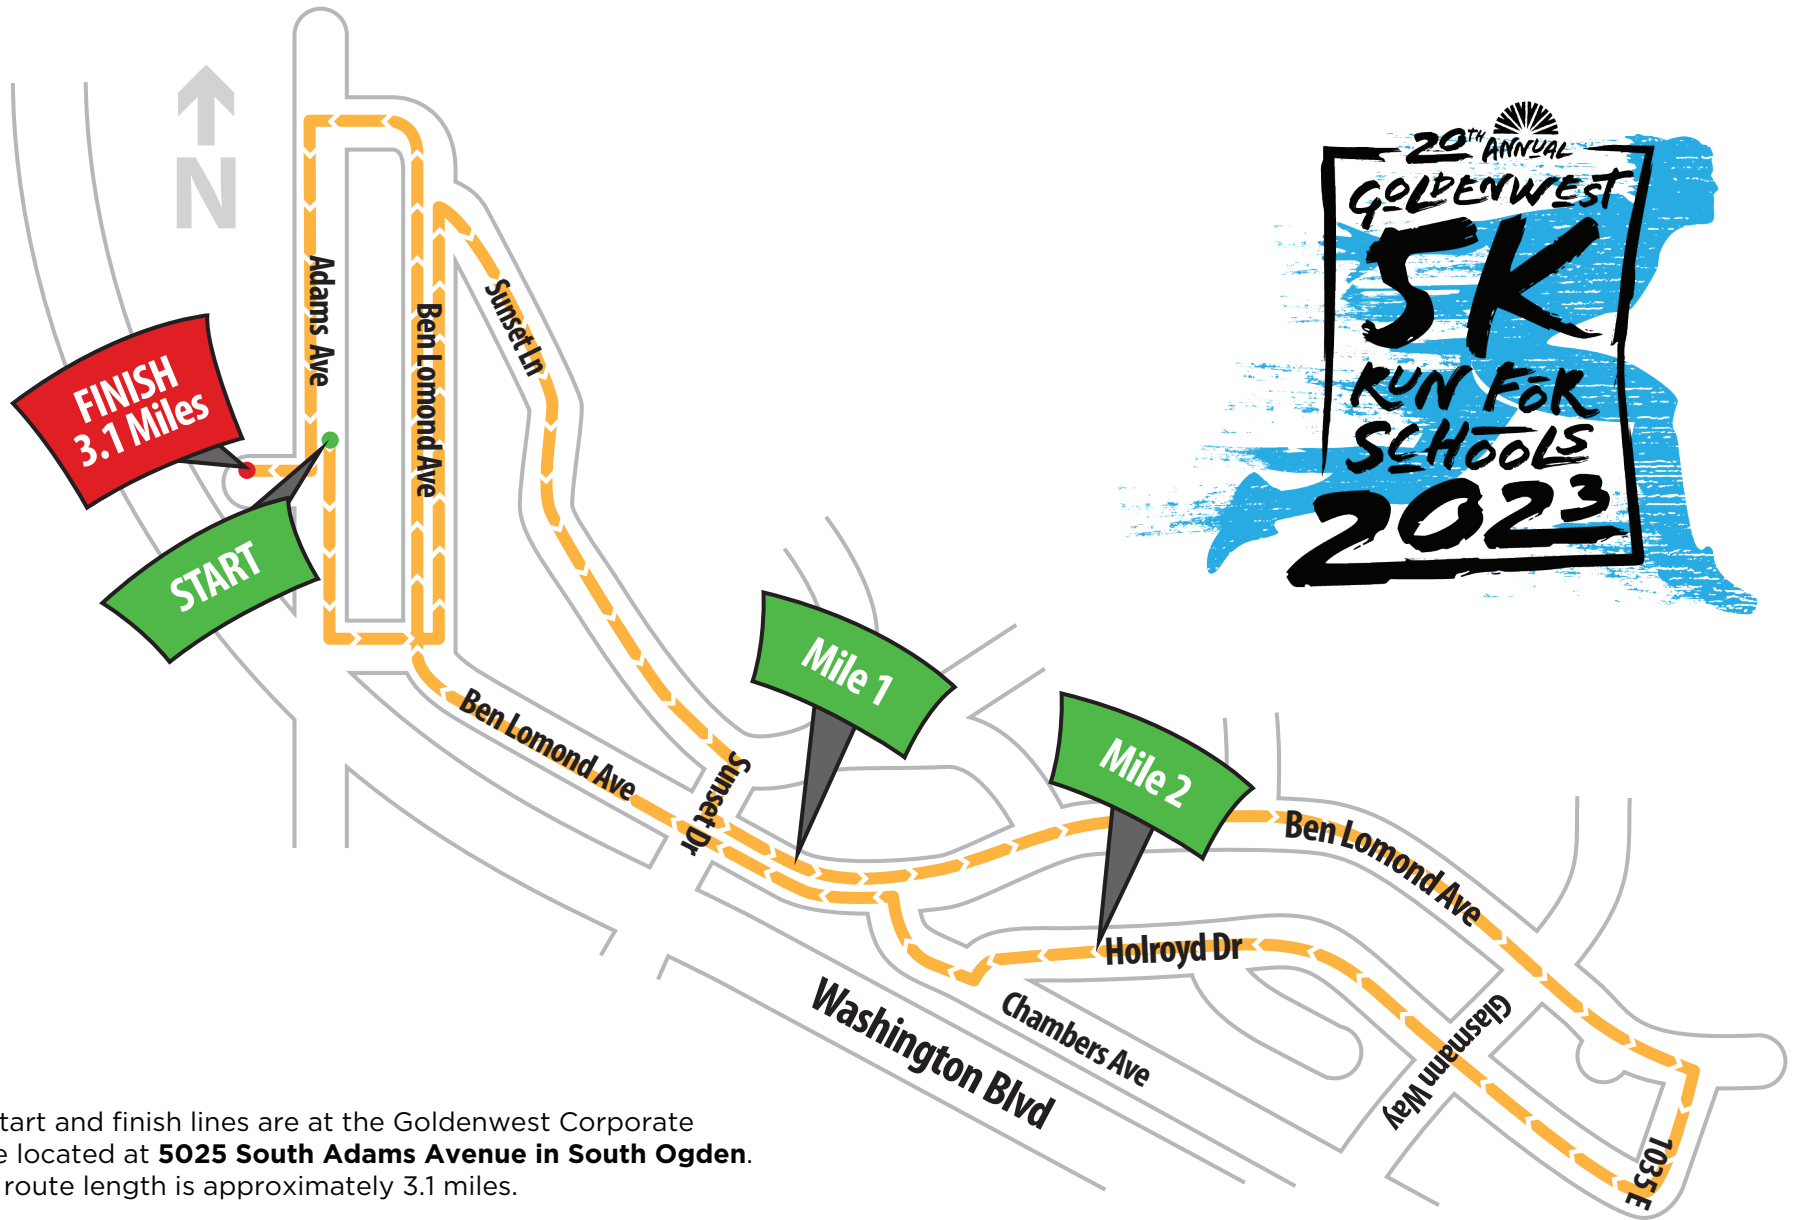 20TH ANNUAL
GOLDENWEST
5K
RUN FOR
SCHOOLS
2023
N
Adams Ave
Ben Lomond Ave
Sunset Ln
FINISH
3.1 Miles
START
Mile 1
Mile 2
Ben Lomond Ave
Sunset Dr
Ben Lomond Ave
Holroyd Dr
Glasmann Way
Chambers Ave
Washington Blvd
1035 E
tart and finish lines are at the Goldenwest Corporate
e located at 5025 South Adams Avenue in South Ogden.
route length is approximately 3.1 miles.